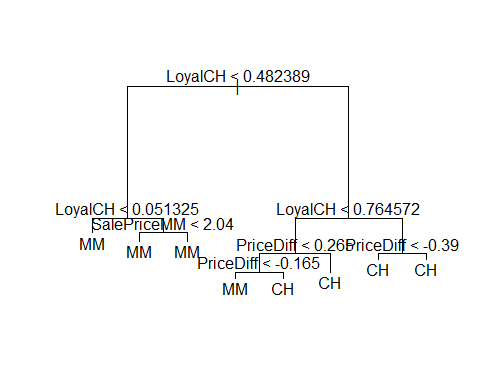 LoyalCH < 0.482389
LoyalCH < 0.051325
LoyalCH < 0.764572
SalePriceMM < 2.04
MM
MM
MM
PriceDiff < 0.265
PriceDiff < -0.39
PriceDiff < -0.165
CH
CH
CH
MM
CH